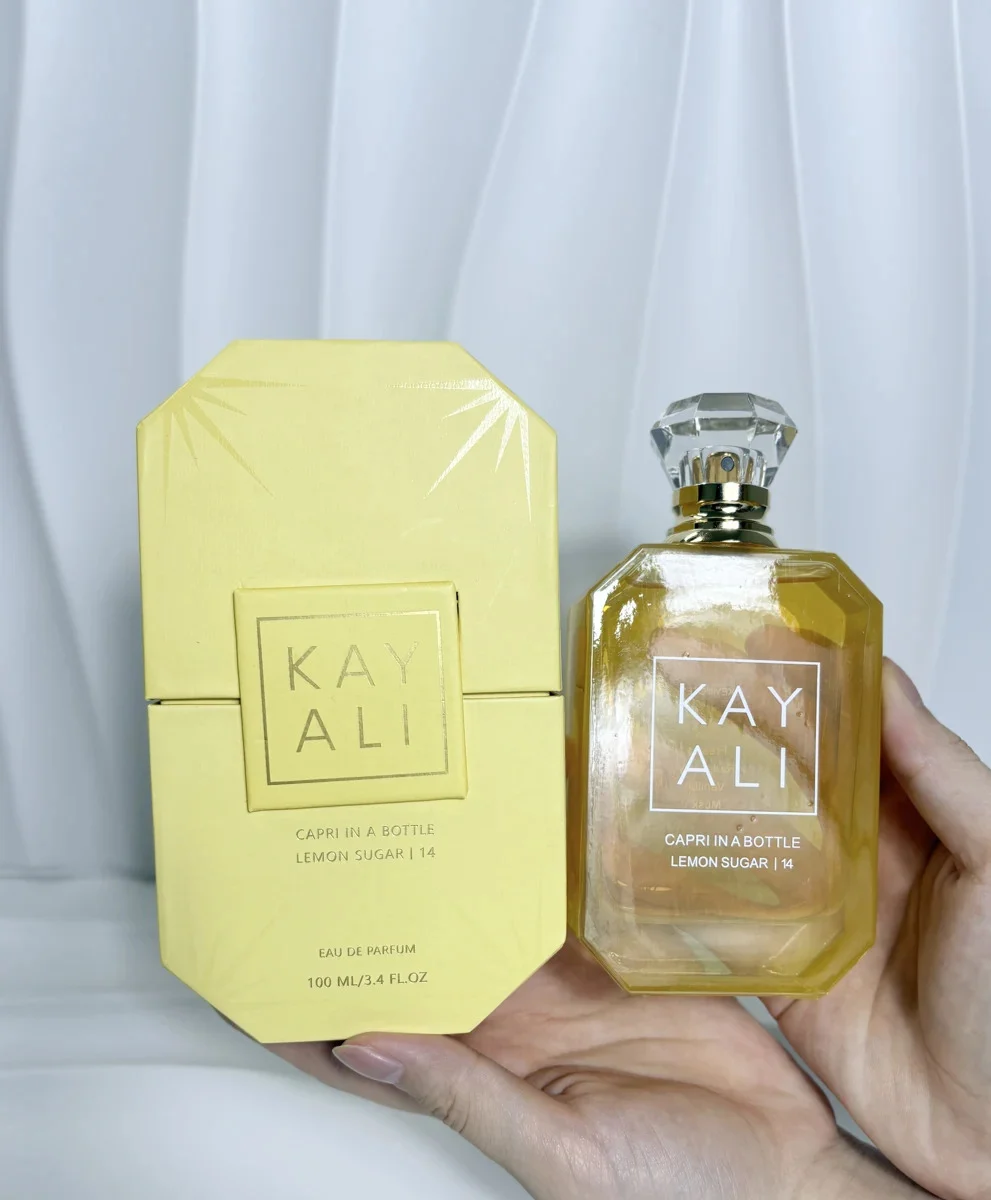 KAY
ALI
CAPRI IN A BOTTLE
LEMON SUGAR | 14
EAU DE PARFUM
100 ML/3.4 FL.OZ
KAY
ALI
CAPRI IN A BOTTLE
LEMON SUGAR | 14